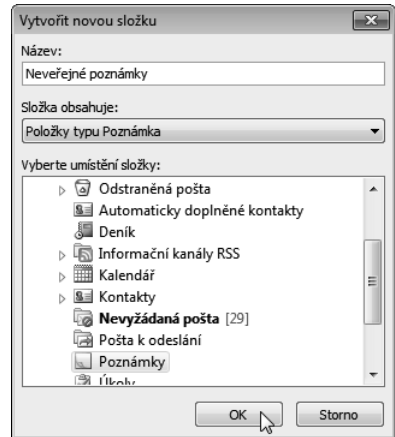 Vytvořit novou složku
Název:
Neveřejné poznámky
Složka obsahuje:
Položky typu Poznámka
Vyberte umístění složky:
Odstraněná pošta
Automaticky doplněné kontakty
Deník
Informační kanály RSS
Kalendář
Kontakty
Nevyžádaná pošta [29]
Pošta k odeslání
Poznámky
Úkoly
OK Storno